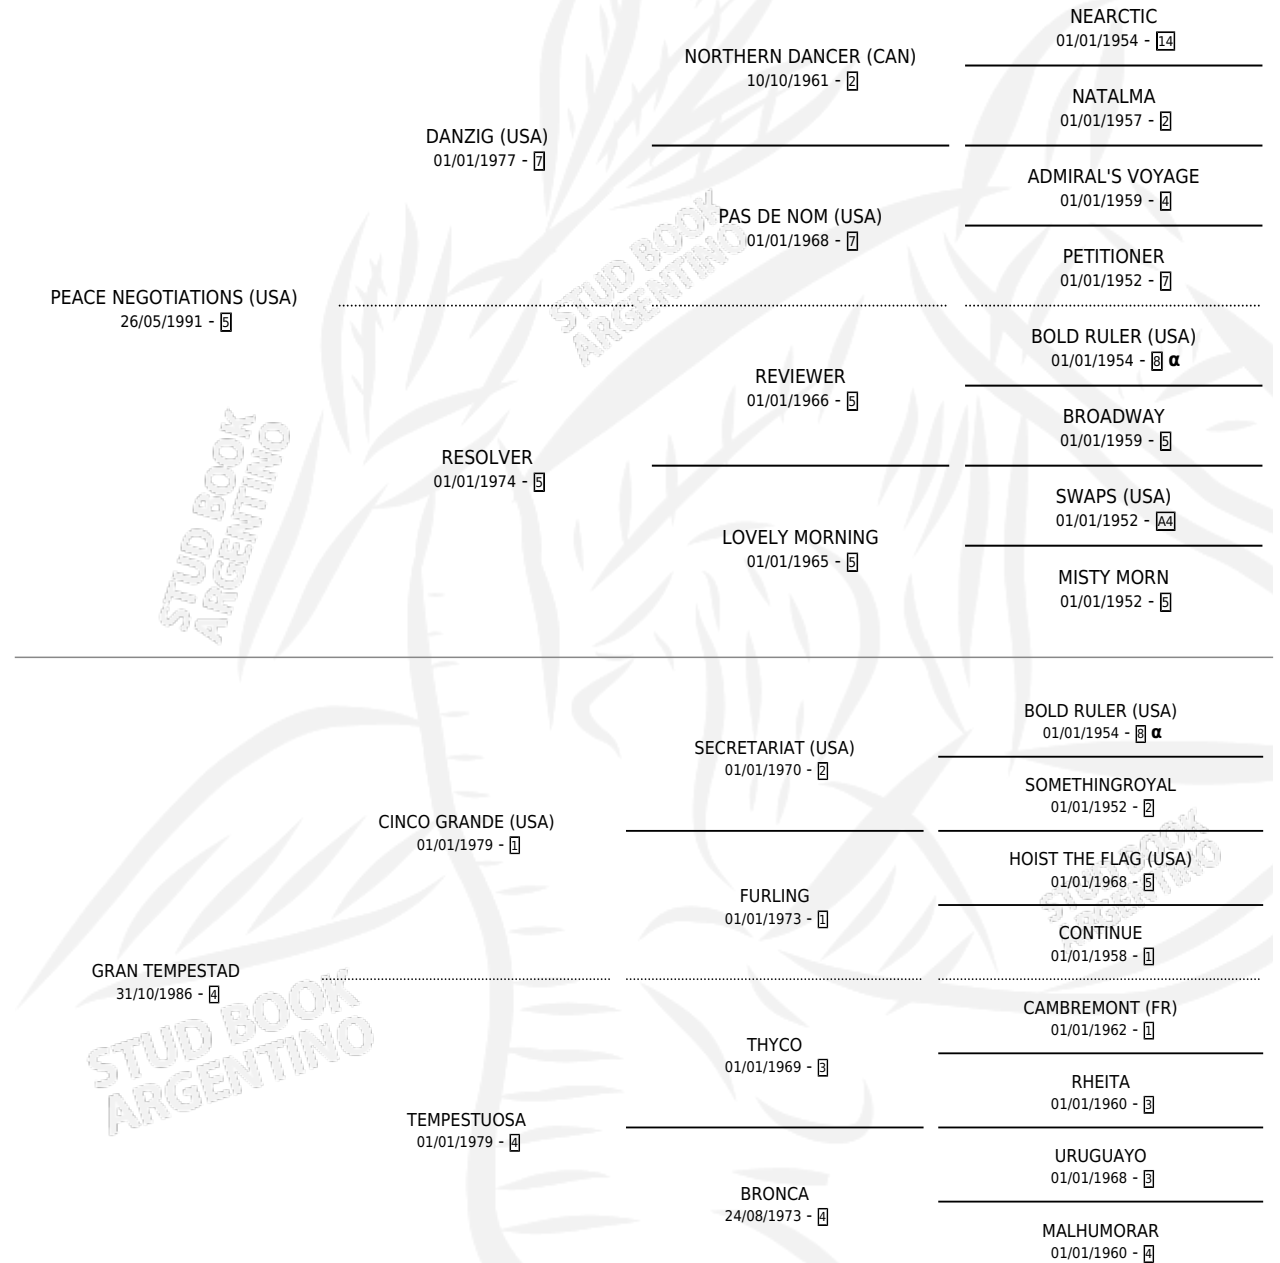 NEARCTIC
01/01/1954 - 14
NORTHERN DANCER (CAN)
10/10/1961 - 2
NATALMA
01/01/1957 - 2
DANZIG (USA)
01/01/1977 - 7
ADMIRAL'S VOYAGE
01/01/1959 - 4
PAS DE NOM (USA)
01/01/1968 - 7
PETITIONER
01/01/1952 - 7
PEACE NEGOTIATIONS (USA)
26/05/1991 - 5
BOLD RULER (USA)
01/01/1954 - 8 α
REVIEWER
01/01/1966 - 5
BROADWAY
01/01/1959 - 5
RESOLVER
01/01/1974 - 5
SWAPS (USA)
01/01/1952 - A4
LOVELY MORNING
01/01/1965 - 5
MISTY MORN
01/01/1952 - 5
STUD BOOK
ARGENTINO
STUD BOOK
ARGENTINO
BOLD RULER (USA)
01/01/1954 - 8 α
SECRETARIAT (USA)
01/01/1970 - 2
SOMETHINGROYAL
01/01/1952 - 2
CINCO GRANDE (USA)
01/01/1979 - 1
HOIST THE FLAG (USA)
01/01/1968 - 5
FURLING
01/01/1973 - 1
CONTINUE
01/01/1958 - 1
GRAN TEMPESTAD
31/10/1986 - 4
CAMBREMONT (FR)
01/01/1962 - 1
THYCO
01/01/1969 - 3
RHEITA
01/01/1960 - 3
TEMPESTUOSA
01/01/1979 - 4
URUGUAYO
01/01/1968 - 3
BRONCA
24/08/1973 - 4
MALHUMORAR
01/01/1960 - 4
STUD BOOK
ARGENTINO
STUD BOOK
ARGENTINO